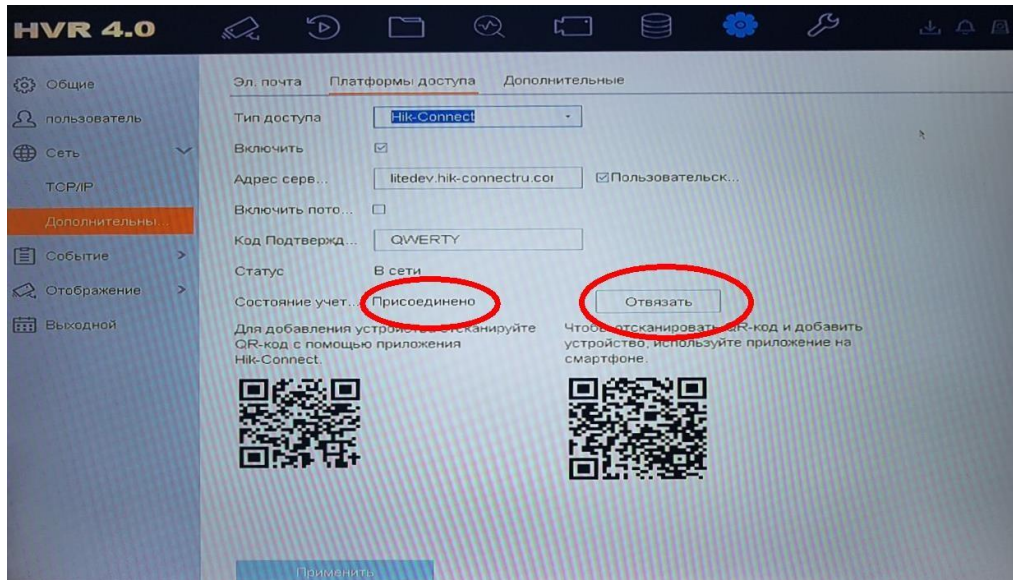 HVR 4.0
Общие
пользователь
Сеть
TCP/IP
Дополнительны...
Событие
Отображение
Выходной
Эл. почта Платформы доступа Дополнительные
Тип доступа Hik-Connect
Включить
Адрес серв... litedev.hik-connectru.com Пользовательск...
Включить пото...
Код Подтвержд... QWERTY
Статус В сети
Состояние учет... Присоединено Отвязать
Для добавления устройства отсканируйте
QR-код с помощью приложения
Hik-Connect.
Чтобы отсканировать QR-код и добавить
устройство, используйте приложение на
смартфоне.
Применить